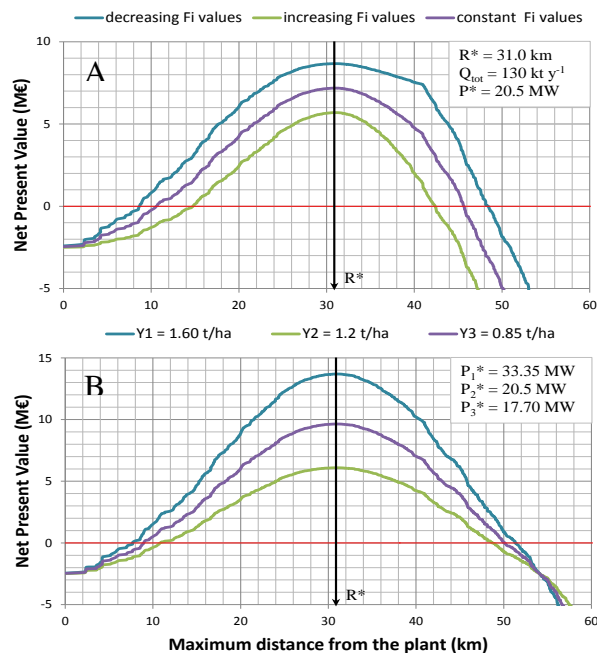 decreasing Fi values increasing Fi values constant Fi values
A
R* = 31.0 km
Q_tot = 130 kt y⁻¹
P* = 20.5 MW
Net Present Value (M€)
10
5
0
-5
R*
0 10 20 30 40 50 60
Y1 = 1.60 t/ha Y2 = 1.2 t/ha Y3 = 0.85 t/ha
B
P₁* = 33.35 MW
P₂* = 20.5 MW
P₃* = 17.70 MW
Net Present Value (M€)
15
10
5
0
-5
R*
0 10 20 30 40 50 60
Maximum distance from the plant (km)